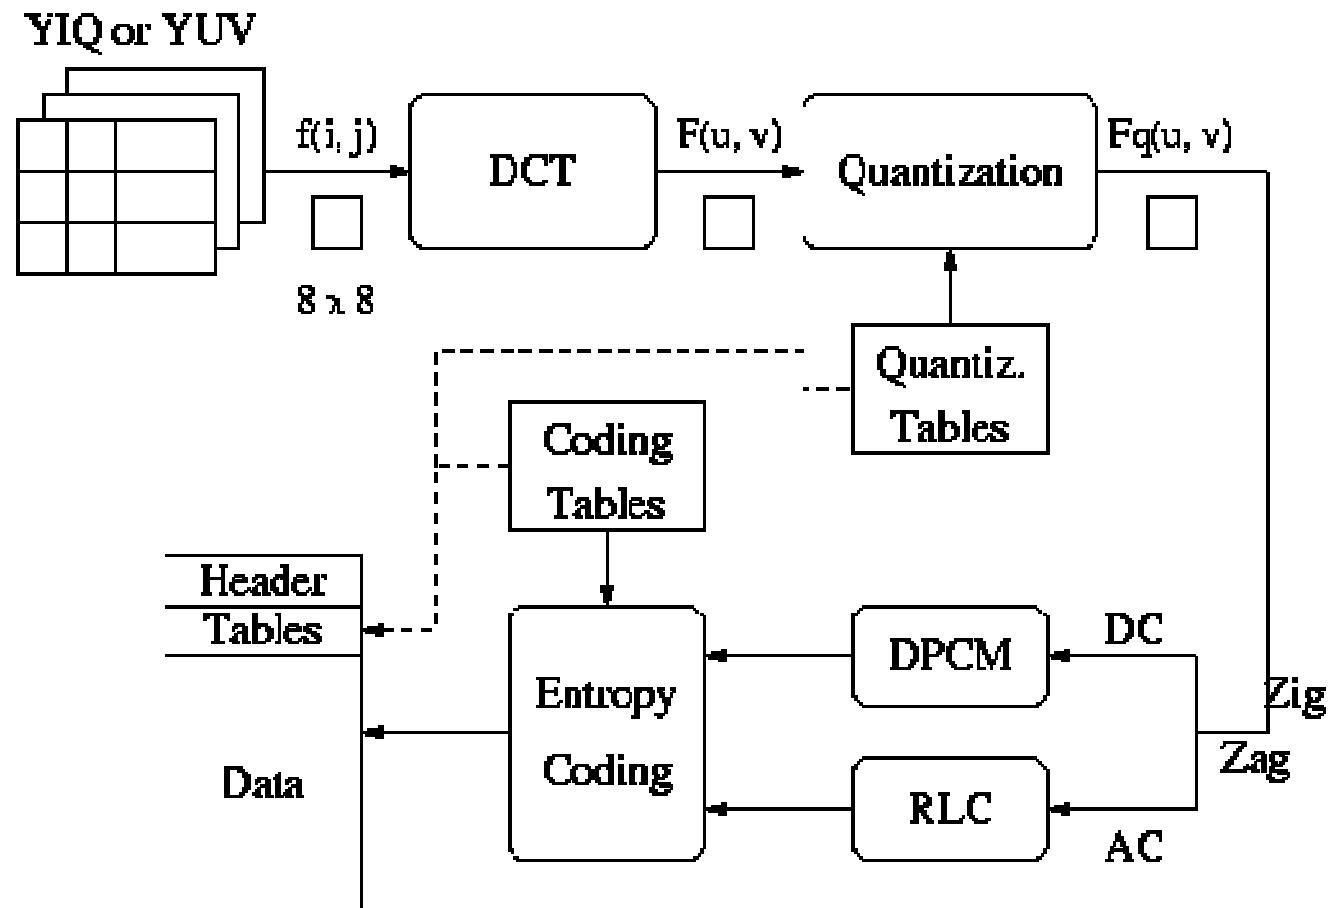 YIQ or YUV
f(i, j)
DCT
F(u, v)
Quantization
Fq(u, v)
8 x 8
Quantiz.
Tables
Coding
Tables
Header
Tables
Data
Entropy
Coding
DPCM
DC
RLC
AC
Zig
Zag